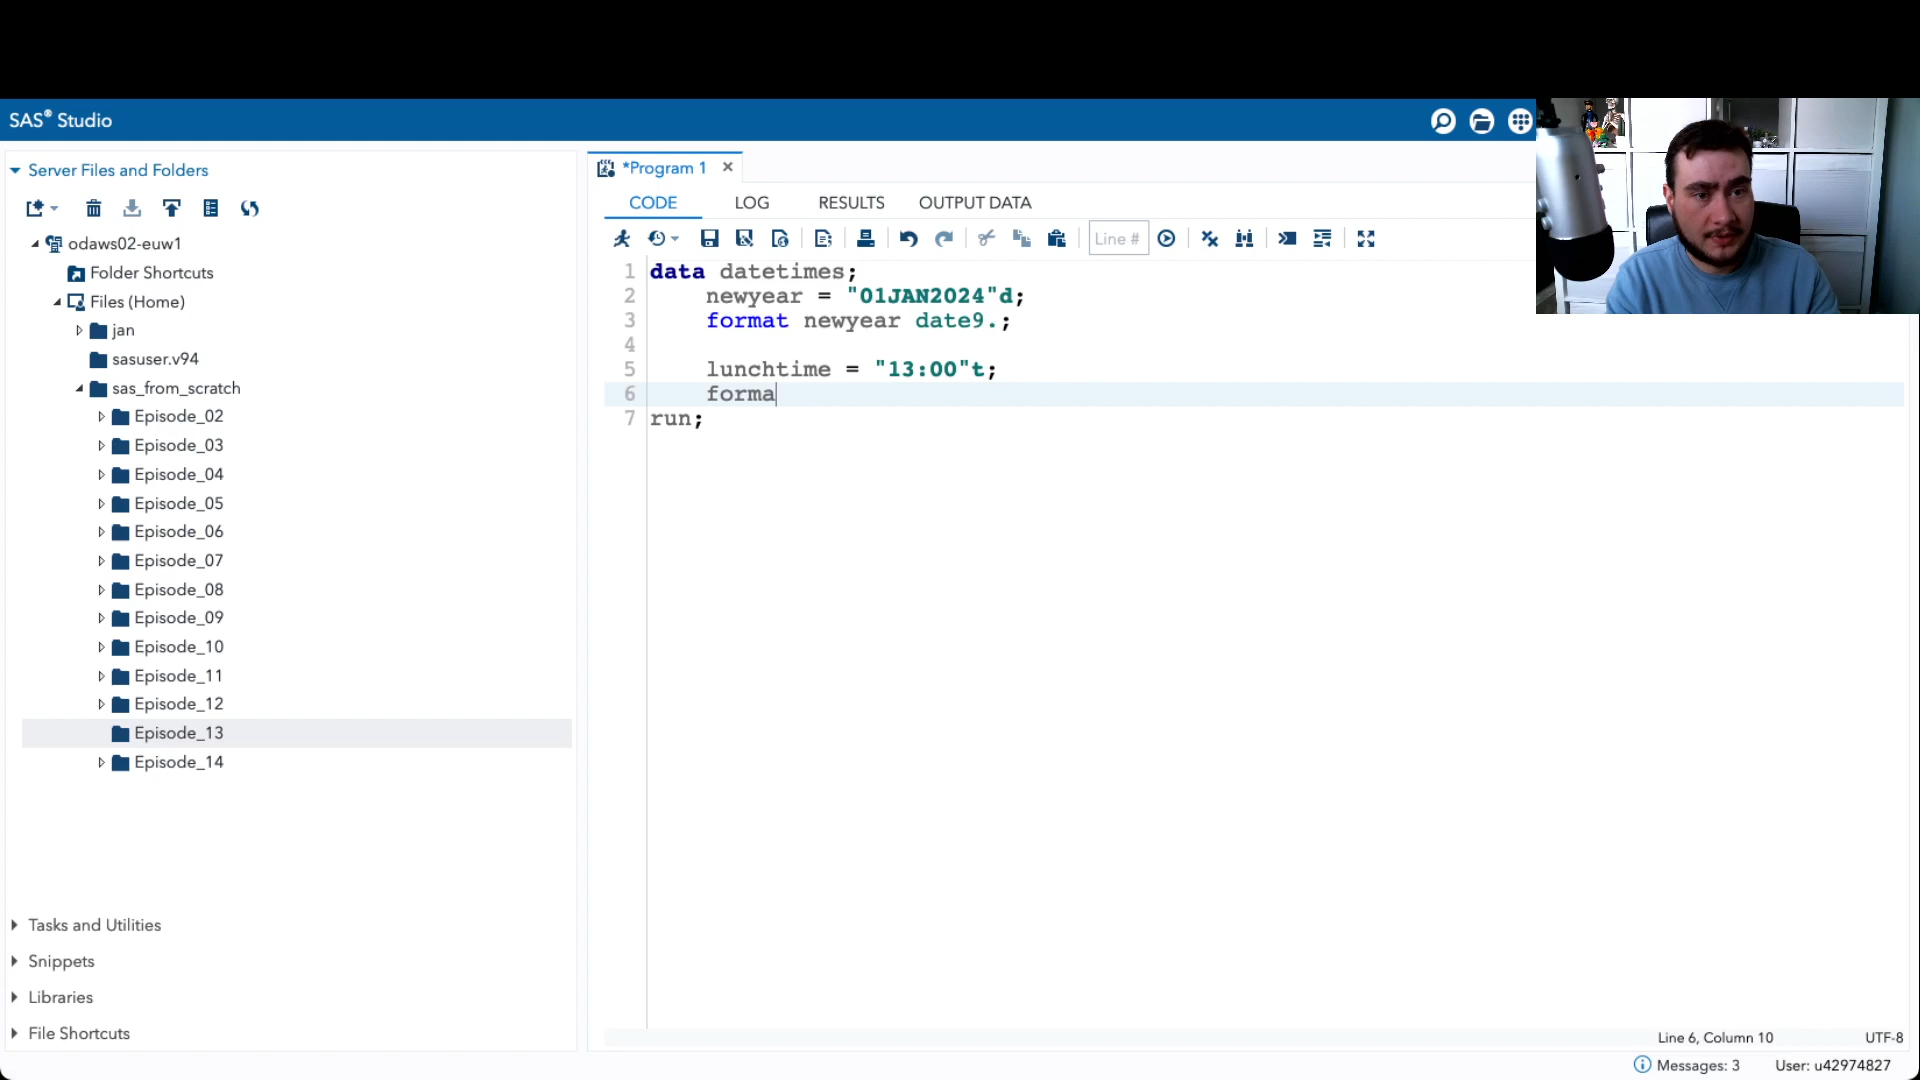 SAS® Studio
Server Files and Folders
odaws02-euw1
Folder Shortcuts
Files (Home)
jan
sasuser.v94
sas_from_scratch
Episode_02
Episode_03
Episode_04
Episode_05
Episode_06
Episode_07
Episode_08
Episode_09
Episode_10
Episode_11
Episode_12
Episode_13
Episode_14
Tasks and Utilities
Snippets
Libraries
File Shortcuts
*Program 1
CODE LOG RESULTS OUTPUT DATA
Line #
1 data datetimes;
2 newyear = "01JAN2024"d;
3 format newyear date9.;
4
5 lunchtime = "13:00"t;
6 forma
7 run;
Line 6, Column 10 UTF-8
Messages: 3 User: u42974827